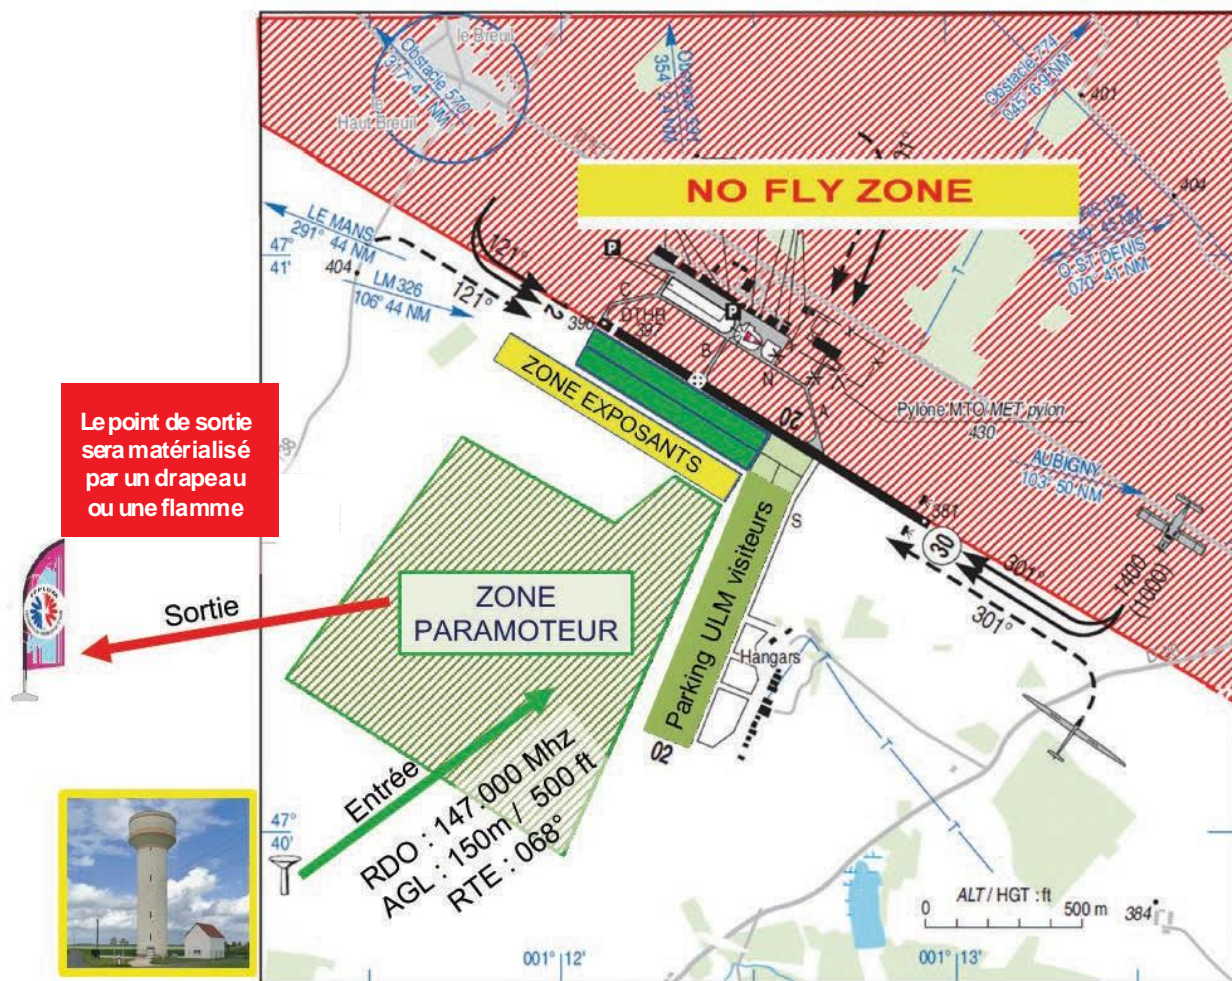 le Breuil
Haut Breuil
Obstacle 570
317° 4.1 NM
354° 2.4 NM
Obstacle 774
045° 6.9 NM
401
404
NO FLY ZONE
LE MANS
291° 44 NM
47°
41'
404
LM 326
106° 44 NM
121°
121°
2
396
C
DTHR
397
P
P
B
N
A
20
O-ST-DENIS
070° 41 NM
Pylône MTO/MET pylon
430
AUBIGNY
103° 50 NM
381
30
301°
301°
1400
(1000)
ZONE EXPOSANTS
Le point de sortie
sera matérialisé
par un drapeau
ou une flamme
Sortie
ZONE
PARAMOTEUR
Parking ULM visiteurs
S
Hangars
02
Entrée
RDO : 147.000 Mhz
AGL : 150m / 500 ft
RTE : 068°
47°
40'
T
T
T
ALT / HGT : ft
0
500 m
384
001° 12'
001° 13'